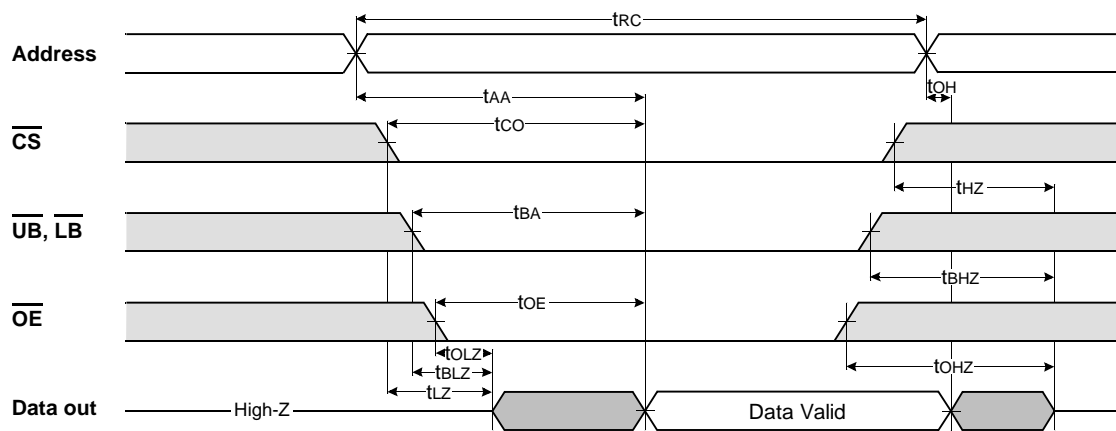 tRC
Address
tOH
tAA
tCO
CS
tHZ
tBA
UB, LB
tBHZ
tOE
OE
tOLZ
tOHZ
tBLZ
tLZ
Data out
High-Z
Data Valid